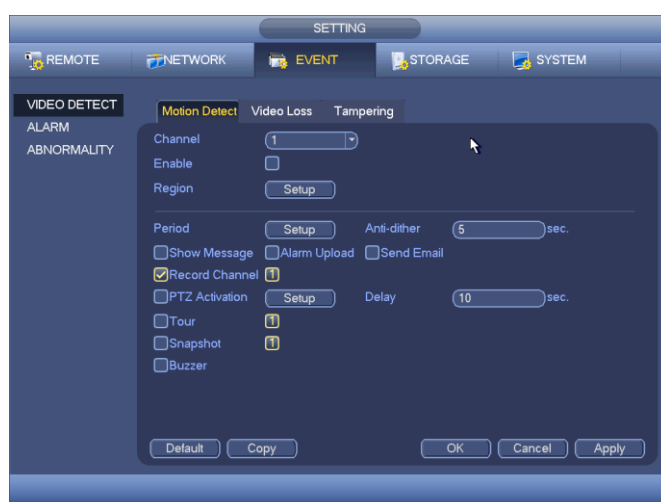 SETTING
REMOTE NETWORK EVENT STORAGE SYSTEM
VIDEO DETECT
ALARM
ABNORMALITY
Motion Detect Video Loss Tampering
Channel 1
Enable
Region Setup
Period Setup Anti-dither 5 sec.
Show Message Alarm Upload Send Email
Record Channel 1
PTZ Activation Setup Delay 10 sec.
Tour 1
Snapshot 1
Buzzer
Default Copy OK Cancel Apply